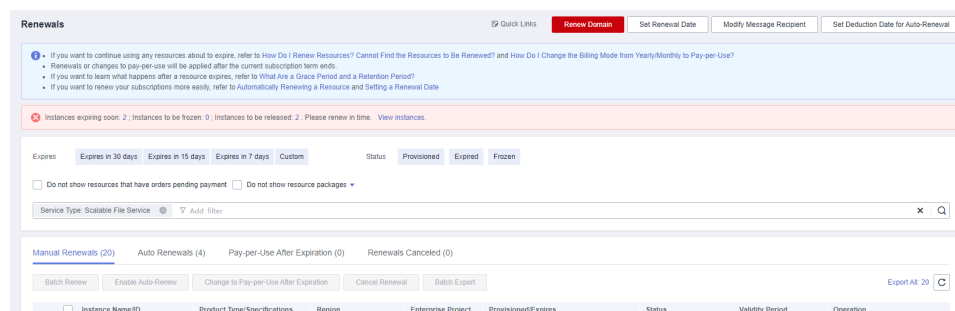 Renewals
Quick Links
Renew Domain
Set Renewal Date
Modify Message Recipient
Set Deduction Date for Auto-Renewal
If you want to continue using any resources about to expire, refer to How Do I Renew Resources? Cannot Find the Resources to Be Renewed? and How Do I Change the Billing Mode from Yearly/Monthly to Pay-per-Use?
Renewals or changes to pay-per-use will be applied after the current subscription term ends.
If you want to learn what happens after a resource expires, refer to What Are a Grace Period and a Retention Period?
If you want to renew your subscriptions more easily, refer to Automatically Renewing a Resource and Setting a Renewal Date
Instances expiring soon: 2 ; Instances to be frozen: 0 ; Instances to be released: 2 . Please renew in time. View instances.
Expires Expires in 30 days Expires in 15 days Expires in 7 days Custom Status Provisioned Expired Frozen
Do not show resources that have orders pending payment Do not show resource packages
Service Type: Scalable File Service Add filter
Manual Renewals (20) Auto Renewals (4) Pay-per-Use After Expiration (0) Renewals Canceled (0)
Batch Renew Enable Auto-Renew Change to Pay-per-Use After Expiration Cancel Renewal Batch Export Export All: 20
Instance Name/ID Product Type/Specifications Region Enterprise Project Provisioned/Expires Status Validity Period Operation